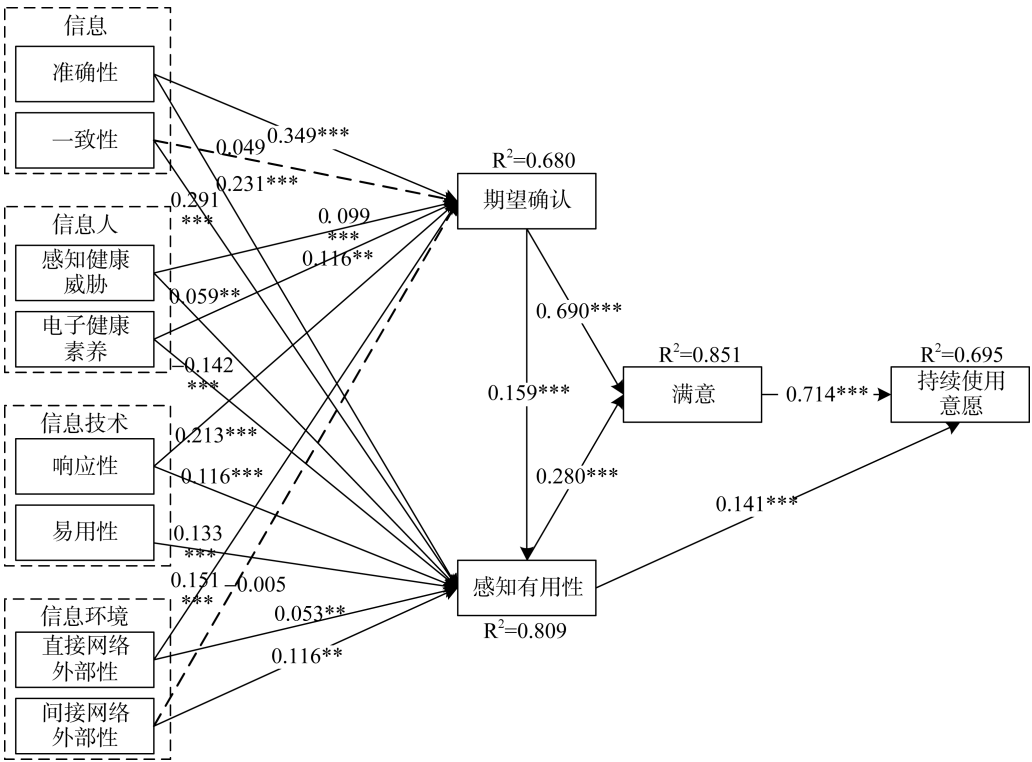 信息
准确性
一致性
信息人
感知健康
威胁
电子健康
素养
信息技术
响应性
易用性
信息环境
直接网络
外部性
间接网络
外部性
0.349***
0.049
0.231***
0.291
***
0.099
***
0.116**
0.059**
−0.142
***
0.213***
0.116***
0.133
***
0.151
***
−0.005
0.053**
0.116**
R²=0.680
期望确认
0.690***
0.159***
0.280***
感知有用性
R²=0.809
R²=0.851
满意
0.714***
0.141***
R²=0.695
持续使用
意愿